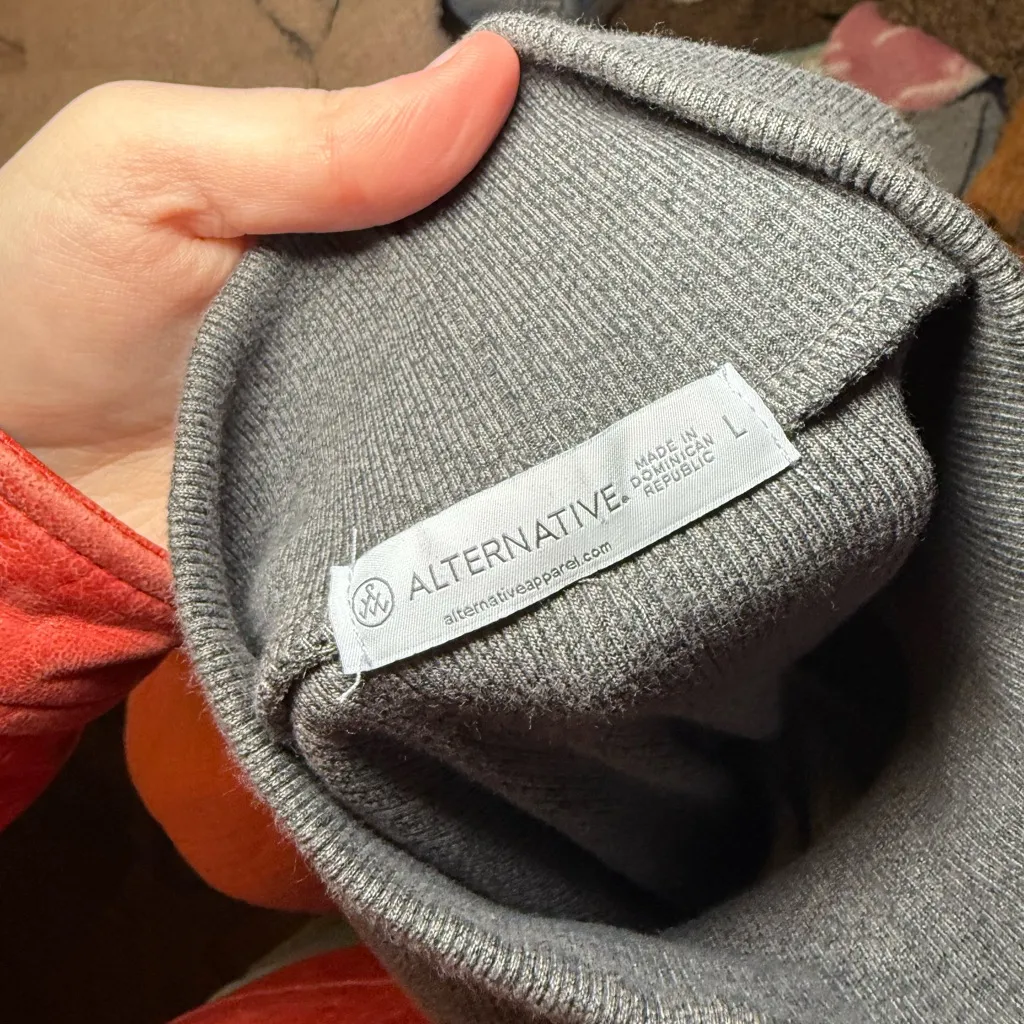 ALTERNATIVE®
alternativeapparel.com
MADE IN
DOMINICAN
REPUBLIC
L